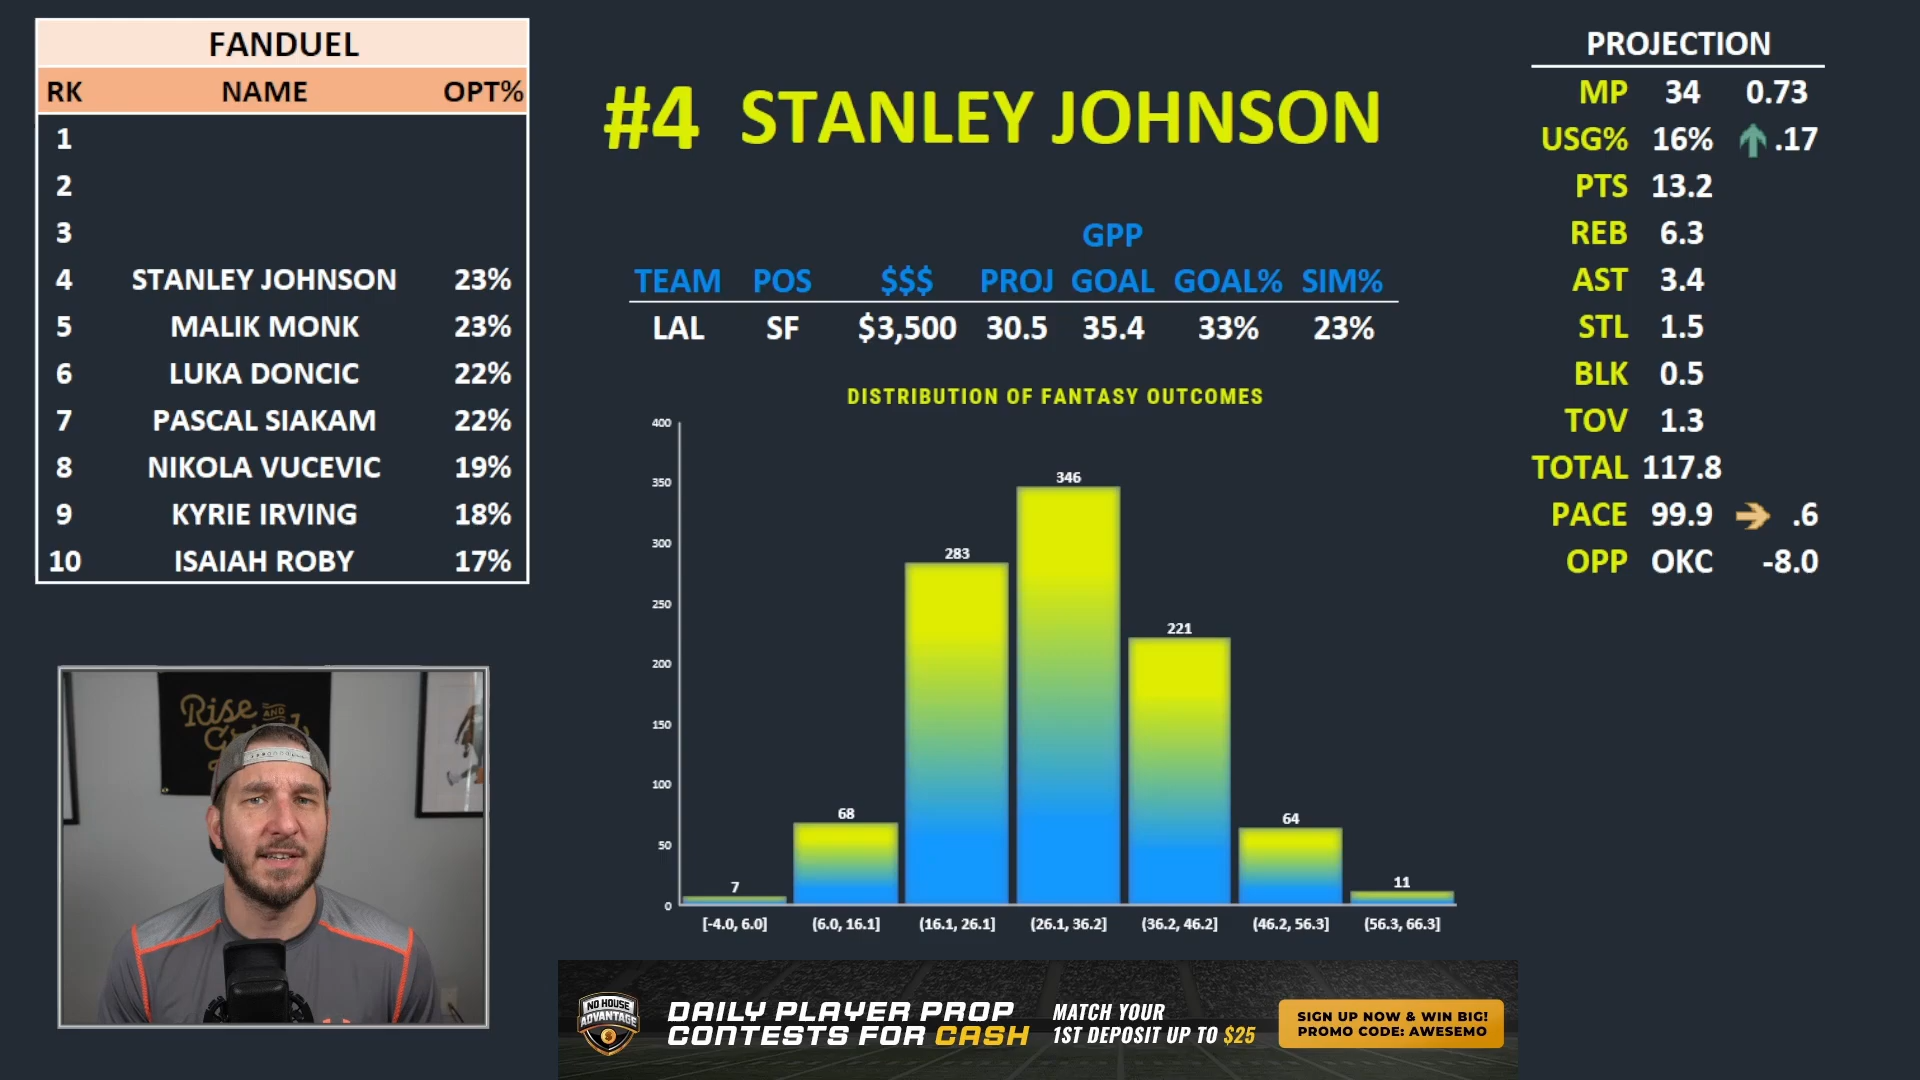 FANDUEL
RK NAME OPT%
1
2
3
4 STANLEY JOHNSON 23%
5 MALIK MONK 23%
6 LUKA DONCIC 22%
7 PASCAL SIAKAM 22%
8 NIKOLA VUCEVIC 19%
9 KYRIE IRVING 18%
10 ISAIAH ROBY 17%
#4 STANLEY JOHNSON
GPP
TEAM POS $$$ PROJ GOAL GOAL% SIM%
LAL SF $3,500 30.5 35.4 33% 23%
DISTRIBUTION OF FANTASY OUTCOMES
400
350
300
250
200
150
100
50
0
7
68
283
346
221
64
11
[-4.0, 6.0] (6.0, 16.1] (16.1, 26.1] (26.1, 36.2] (36.2, 46.2] (46.2, 56.3] (56.3, 66.3]
PROJECTION
MP 34 0.73
USG% 16% .17
PTS 13.2
REB 6.3
AST 3.4
STL 1.5
BLK 0.5
TOV 1.3
TOTAL 117.8
PACE 99.9 .6
OPP OKC -8.0
Rise AND
NO HOUSE
ADVANTAGE
DAILY PLAYER PROP
CONTESTS FOR CASH
MATCH YOUR
1ST DEPOSIT UP TO $25
SIGN UP NOW & WIN BIG!
PROMO CODE: AWESEMO